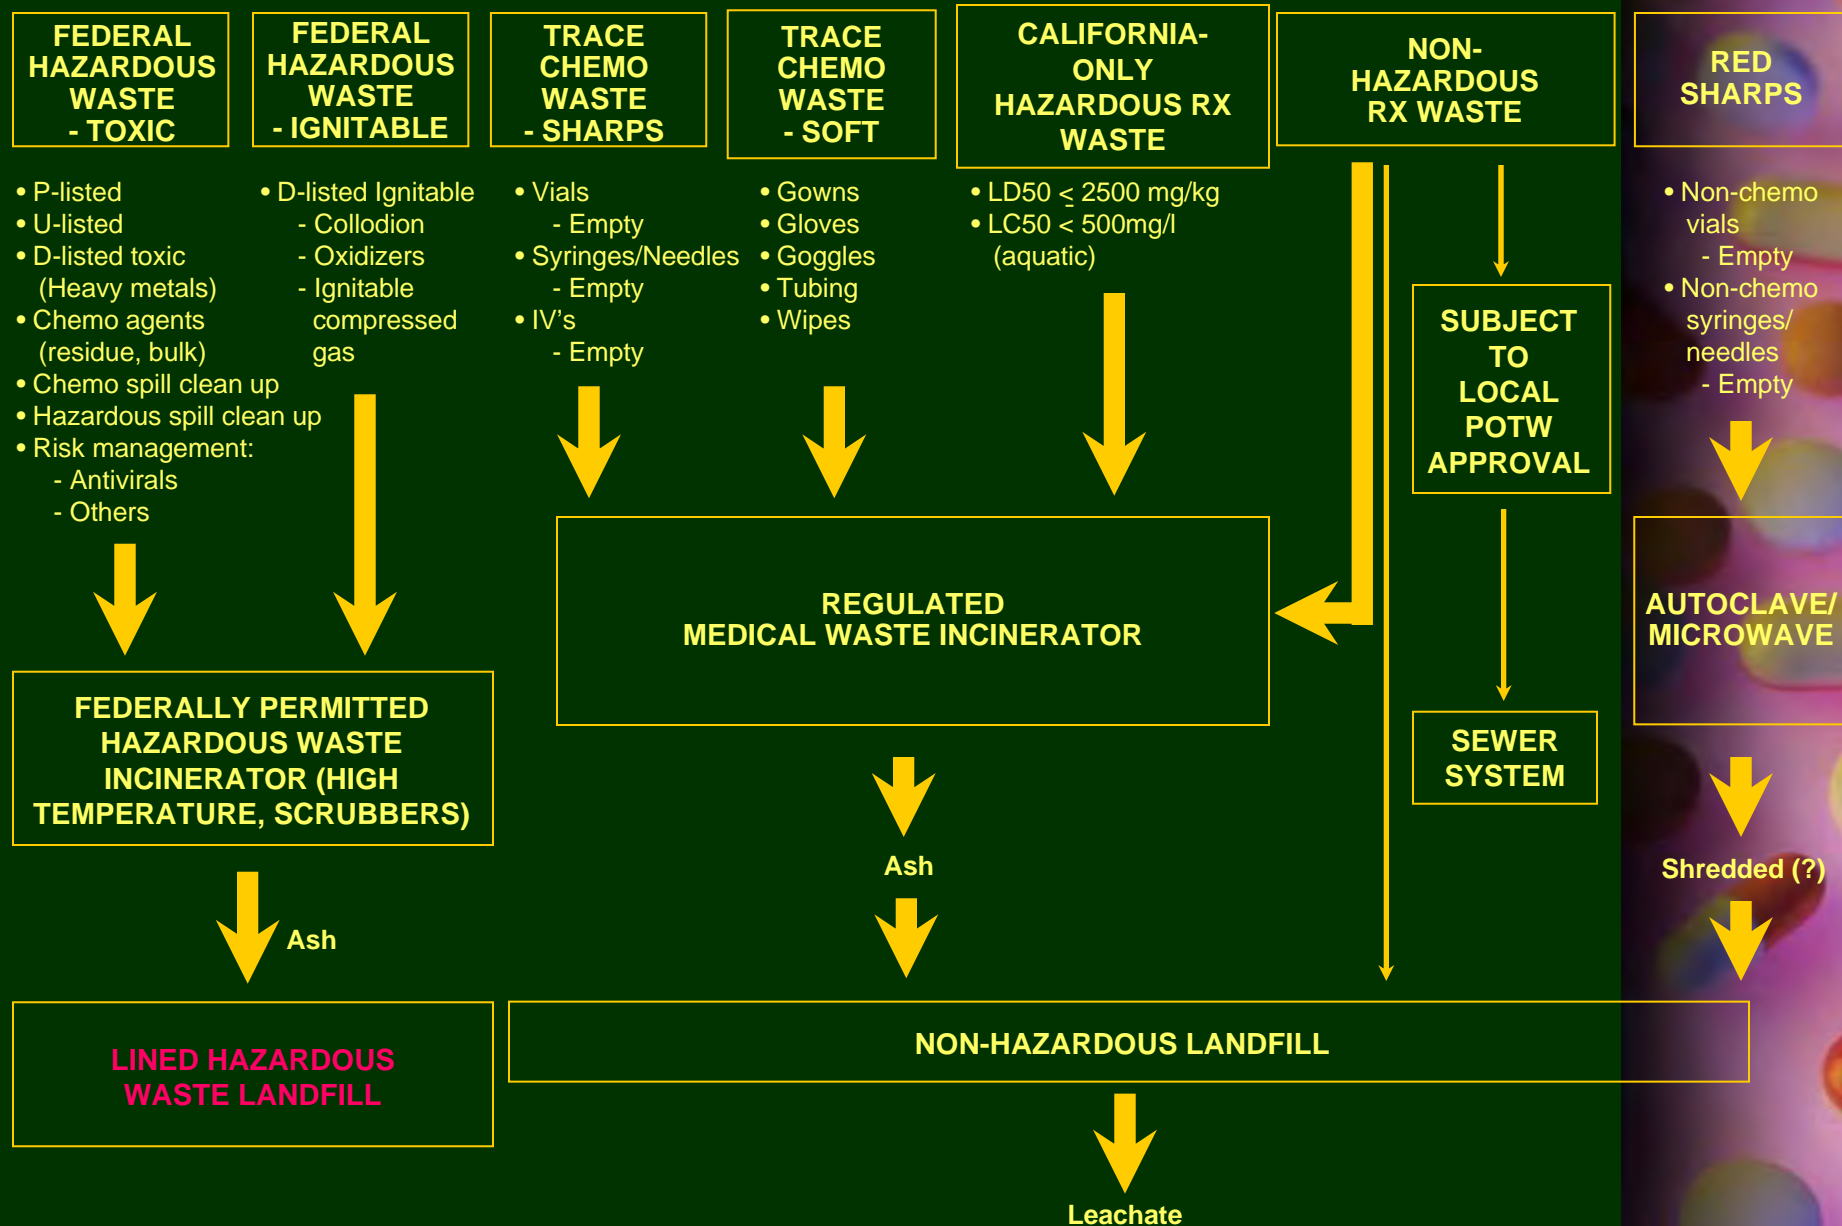 FEDERAL
HAZARDOUS
WASTE
- TOXIC
• P-listed
• U-listed
• D-listed toxic
(Heavy metals)
• Chemo agents
(residue, bulk)
• Chemo spill clean up
• Hazardous spill clean up
• Risk management:
- Antivirals
- Others
FEDERAL
HAZARDOUS
WASTE
- IGNITABLE
• D-listed Ignitable
- Collodion
- Oxidizers
- Ignitable
compressed
gas
FEDERALLY PERMITTED
HAZARDOUS WASTE
INCINERATOR (HIGH
TEMPERATURE, SCRUBBERS)
Ash
LINED HAZARDOUS
WASTE LANDFILL
TRACE
CHEMO
WASTE
- SHARPS
• Vials
- Empty
• Syringes/Needles
- Empty
• IV's
- Empty
TRACE
CHEMO
WASTE
- SOFT
• Gowns
• Gloves
• Goggles
• Tubing
• Wipes
CALIFORNIA-
ONLY
HAZARDOUS RX
WASTE
• LD50 ≤ 2500 mg/kg
• LC50 ≤ 500mg/l
(aquatic)
REGULATED
MEDICAL WASTE INCINERATOR
Ash
NON-
HAZARDOUS
RX WASTE
SUBJECT
TO
LOCAL
POTW
APPROVAL
SEWER
SYSTEM
RED
SHARPS
• Non-chemo
vials
- Empty
• Non-chemo
syringes/
needles
- Empty
AUTOCLAVE/
MICROWAVE
Shredded (?)
NON-HAZARDOUS LANDFILL
Leachate